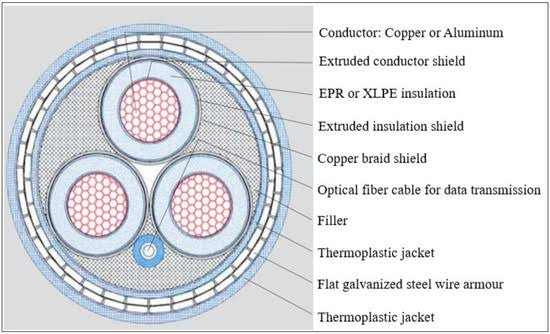 Conductor: Copper or Aluminum
Extruded conductor shield
EPR or XLPE insulation
Extruded insulation shield
Copper braid shield
Optical fiber cable for data transmission
Filler
Thermoplastic jacket
Flat galvanized steel wire armour
Thermoplastic jacket